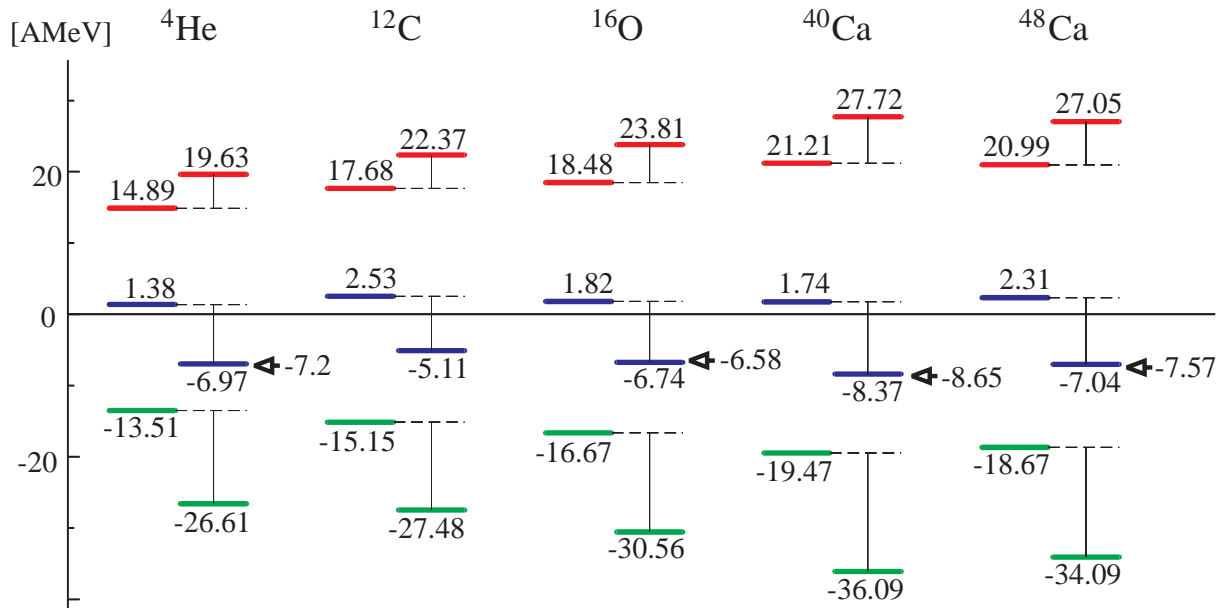 [AMeV] ⁴He ¹²C ¹⁶O ⁴⁰Ca ⁴⁸Ca
27.72 27.05
22.37 23.81
19.63 21.21 20.99
20 14.89 17.68 18.48
1.38 2.53 1.82 1.74 2.31
0
-6.97 -7.2 -5.11 -6.74 -6.58 -8.37 -8.65 -7.04 -7.57
-13.51 -15.15 -16.67 -19.47 -18.67
-20
-26.61 -27.48 -30.56 -36.09 -34.09